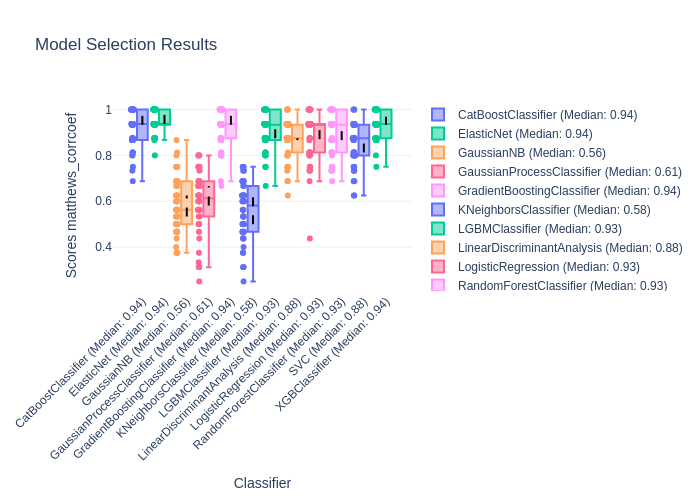 Model Selection Results
Scores matthews_corrcoef
1
0.8
0.6
0.4
CatBoostClassifier (Median: 0.94)
ElasticNet (Median: 0.94)
GaussianNB (Median: 0.56)
GaussianProcessClassifier (Median: 0.61)
GradientBoostingClassifier (Median: 0.94)
KNeighborsClassifier (Median: 0.58)
LGBMClassifier (Median: 0.93)
LinearDiscriminantAnalysis (Median: 0.88)
LogisticRegression (Median: 0.93)
RandomForestClassifier (Median: 0.93)
SVC (Median: 0.88)
XGBClassifier (Median: 0.94)
Classifier
CatBoostClassifier (Median: 0.94)
ElasticNet (Median: 0.94)
GaussianNB (Median: 0.56)
GaussianProcessClassifier (Median: 0.61)
GradientBoostingClassifier (Median: 0.94)
KNeighborsClassifier (Median: 0.58)
LGBMClassifier (Median: 0.93)
LinearDiscriminantAnalysis (Median: 0.88)
LogisticRegression (Median: 0.93)
RandomForestClassifier (Median: 0.93)